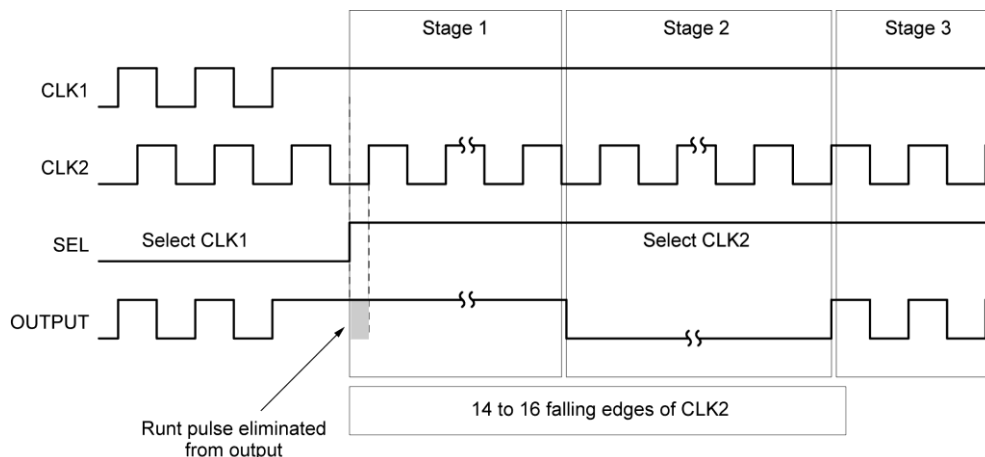 Stage 1
Stage 2
Stage 3
CLK1
CLK2
SEL
Select CLK1
Select CLK2
OUTPUT
14 to 16 falling edges of CLK2
Runt pulse eliminated
from output